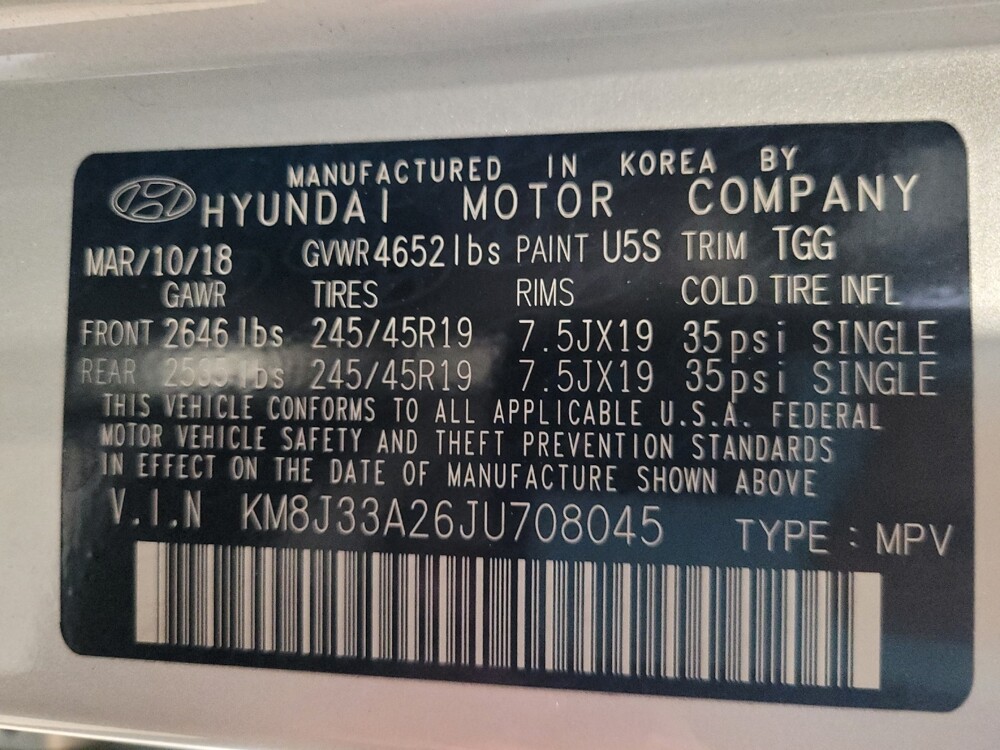 MANUFACTURED IN KOREA BY
HYUNDAI MOTOR COMPANY
MAR/10/18 GVWR 4652 lbs PAINT U5S TRIM TGG
GAWR TIRES RIMS COLD TIRE INFL
FRONT 2646 lbs 245/45R19 7.5JX19 35psi SINGLE
REAR lbs 245/45R19 7.5JX19 35psi SINGLE
THIS VEHICLE CONFORMS TO ALL APPLICABLE U.S.A. FEDERAL
MOTOR VEHICLE SAFETY AND THEFT PREVENTION STANDARDS
IN EFFECT ON THE DATE OF MANUFACTURE SHOWN ABOVE
V.I.N KM8J33A26JU708045 TYPE : MPV